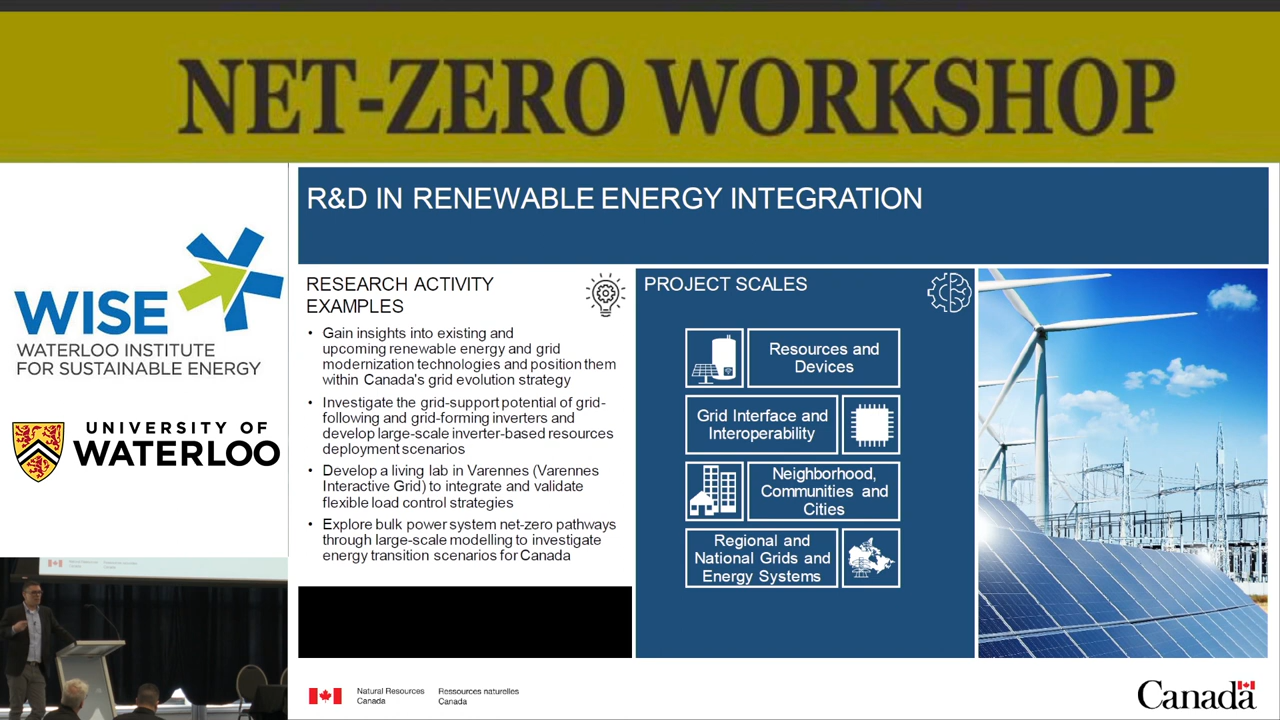 NET-ZERO WORKSHOP
WISE
WATERLOO INSTITUTE
FOR SUSTAINABLE ENERGY
UNIVERSITY OF
WATERLOO
R&D IN RENEWABLE ENERGY INTEGRATION
RESEARCH ACTIVITY
EXAMPLES
• Gain insights into existing and
upcoming renewable energy and grid
modernization technologies and position them
within Canada's grid evolution strategy
• Investigate the grid-support potential of grid-
following and grid-forming inverters and
develop large-scale inverter-based resources
deployment scenarios
• Develop a living lab in Varennes (Varennes
Interactive Grid) to integrate and validate
flexible load control strategies
• Explore bulk power system net-zero pathways
through large-scale modelling to investigate
energy transition scenarios for Canada
PROJECT SCALES
Resources and
Devices
Grid Interface and
Interoperability
Neighborhood,
Communities and
Cities
Regional and
National Grids and
Energy Systems
Natural Resources
Canada
Ressources naturelles
Canada
Canada